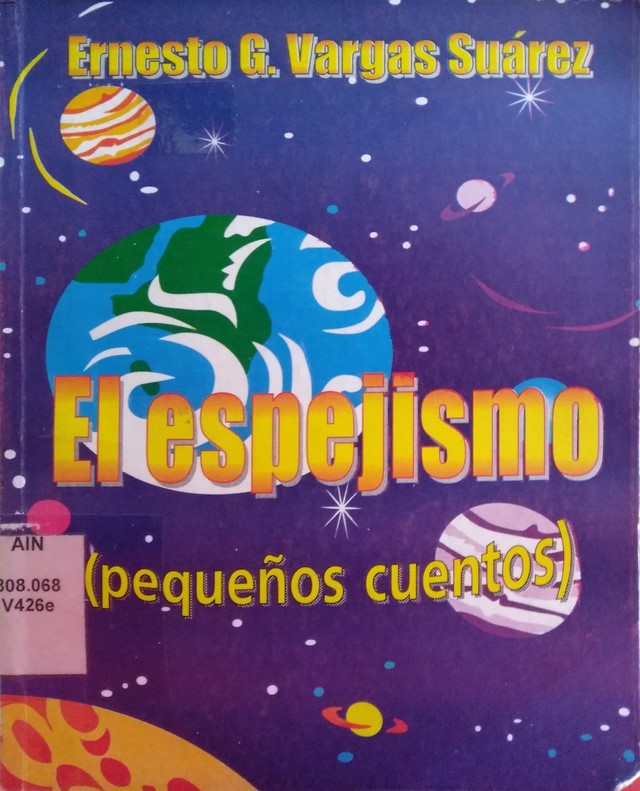 Ernesto G. Vargas Suárez
El espejismo
(pequeños cuentos)
AIN
808.068
V426e